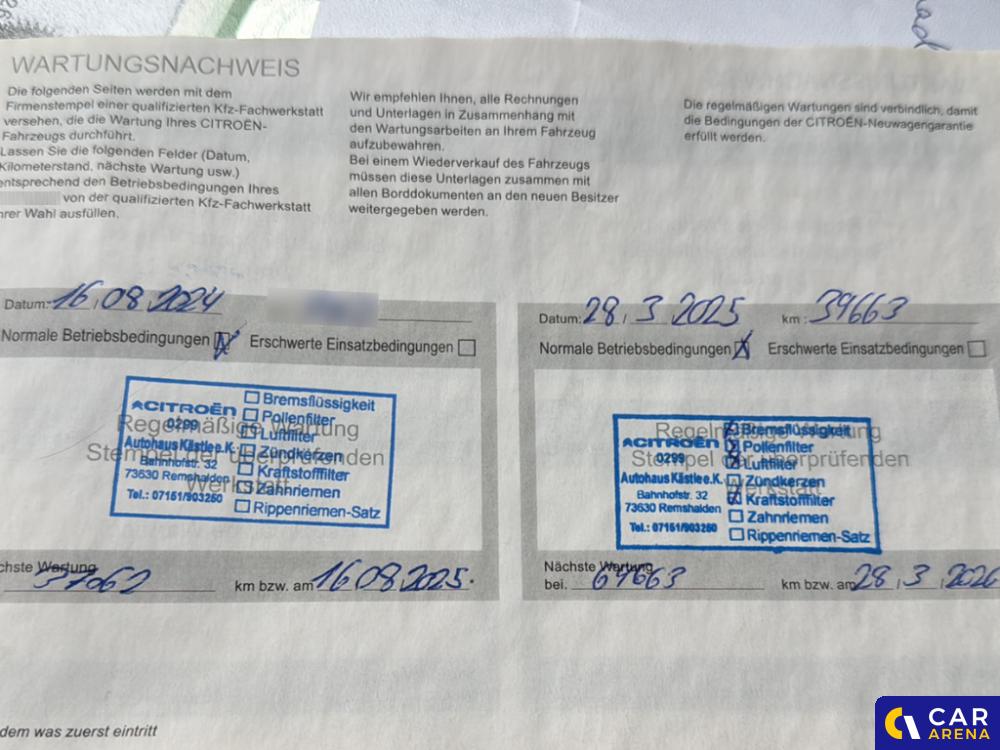 WARTUNGSNACHWEIS
Die folgenden Seiten werden mit dem
Firmenstempel einer qualifizierten Kfz-Fachwerkstatt
versehen, die die Wartung Ihres CITROËN-
Fahrzeugs durchführt.
Lassen Sie die folgenden Felder (Datum,
Kilometerstand, nächste Wartung usw.)
entsprechend den Betriebsbedingungen Ihres
von der qualifizierten Kfz-Fachwerkstatt
hrer Wahl ausfüllen.
Wir empfehlen Ihnen, alle Rechnungen
und Unterlagen in Zusammenhang mit
den Wartungsarbeiten an Ihrem Fahrzeug
aufzubewahren.
Bei einem Wiederverkauf des Fahrzeugs
müssen diese Unterlagen zusammen mit
allen Borddokumenten an den neuen Besitzer
weitergegeben werden.
Die regelmäßigen Wartungen sind verbindlich, damit
die Bedingungen der CITROËN-Neuwagengarantie
erfüllt werden.
Datum: 16.08.2024
Normale Betriebsbedingungen Erschwerte Einsatzbedingungen
Regelmäßige Wartung
Stempel der überprüfenden
Werkstatt
CITROËN
0299
Autohaus Kästle e.K.
Bahnhofstr. 32
73630 Remshalden
Tel.: 07151/903260
Bremsflüssigkeit
Pollenfilter
Luftfilter
Zündkerzen
Kraftstofffilter
Zahnriemen
Rippenriemen-Satz
chste Wartung
37062 km bzw. am 16.08.2025.
Datum: 28.3.2025 km: 39663
Normale Betriebsbedingungen Erschwerte Einsatzbedingungen
Regelmäßige Wartung
Stempel der überprüfenden
Werkstatt
CITROËN
0299
Autohaus Kästle e.K.
Bahnhofstr. 32
73630 Remshalden
Tel.: 07151/903260
Bremsflüssigkeit
Pollenfilter
Luftfilter
Zündkerzen
Kraftstofffilter
Zahnriemen
Rippenriemen-Satz
Nächste Wartung
bei. 69663 km bzw. am 28.3.2026
dem was zuerst eintritt
CAR
ARENA